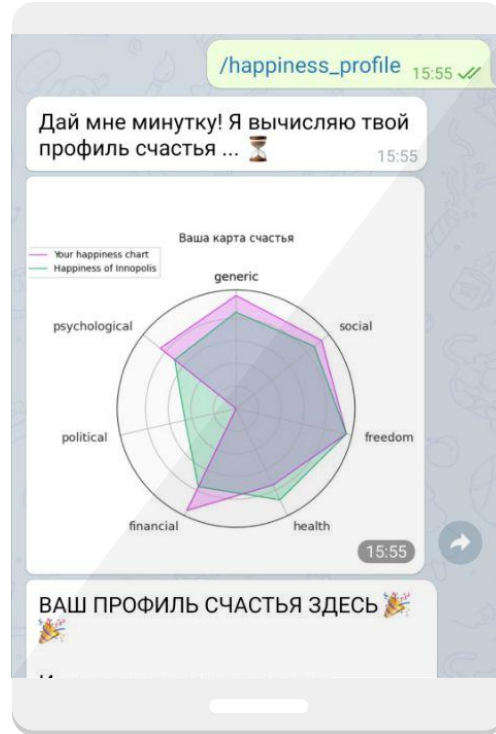 /happiness_profile 15:55
Дай мне минутку! Я вычисляю твой
профиль счастья ... ⏳
15:55
Ваша карта счастья
Your happiness chart
Happiness of Innopolis
generic
psychological
social
political
freedom
financial
health
15:55
ВАШ ПРОФИЛЬ СЧАСТЬЯ ЗДЕСЬ 🎉
🎉